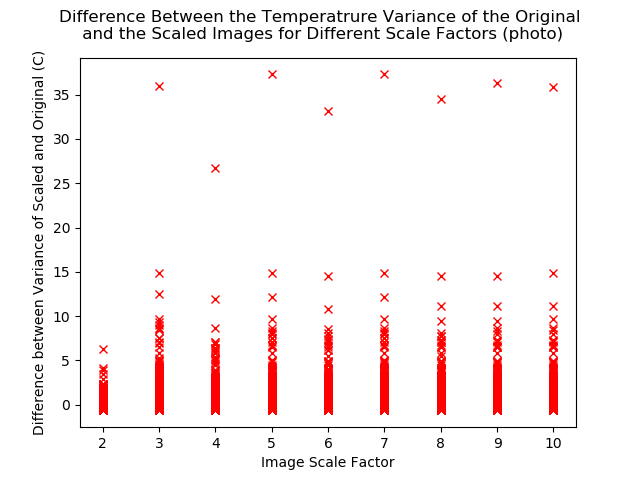 Difference Between the Temperatrure Variance of the Original
and the Scaled Images for Different Scale Factors (photo)
Difference between Variance of Scaled and Original (C)
35
30
25
20
15
10
5
0
2 3 4 5 6 7 8 9 10
Image Scale Factor